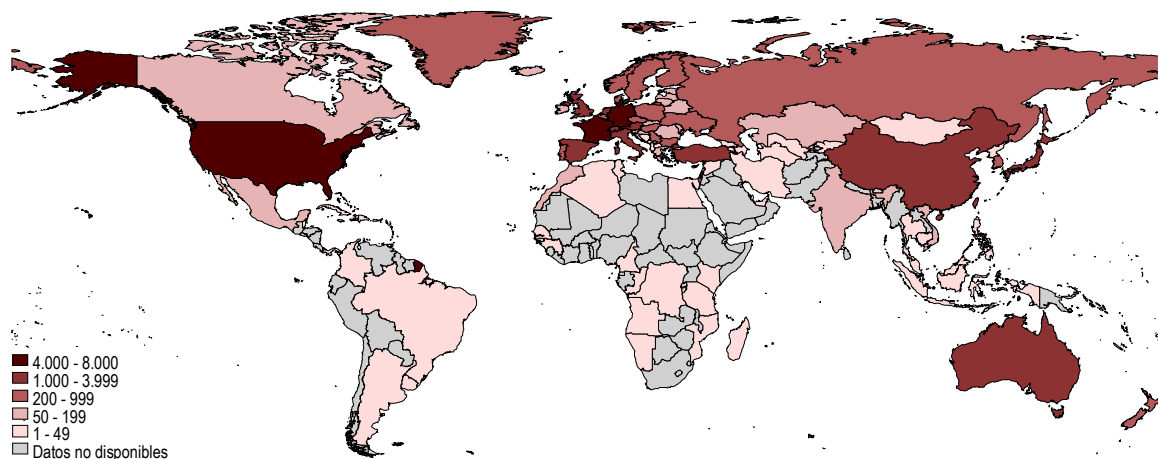 4.000 - 8.000
1.000 - 3.999
200 - 999
50 - 199
1 - 49
Datos no disponibles